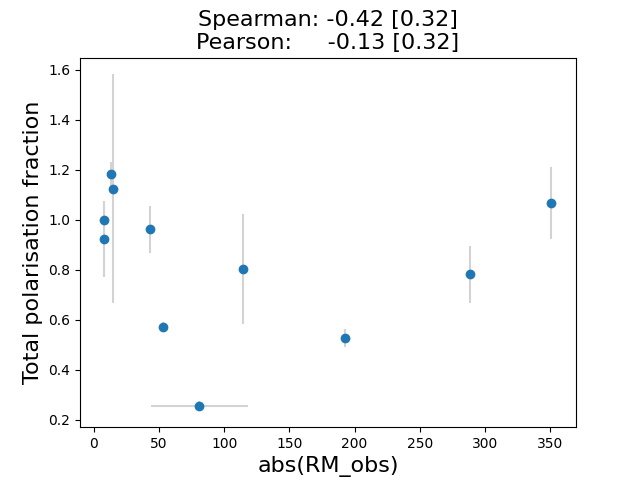 Spearman: -0.42 [0.32]
Pearson: -0.13 [0.32]
Total polarisation fraction
1.6
1.4
1.2
1.0
0.8
0.6
0.4
0.2
0 50 100 150 200 250 300 350
abs(RM_obs)